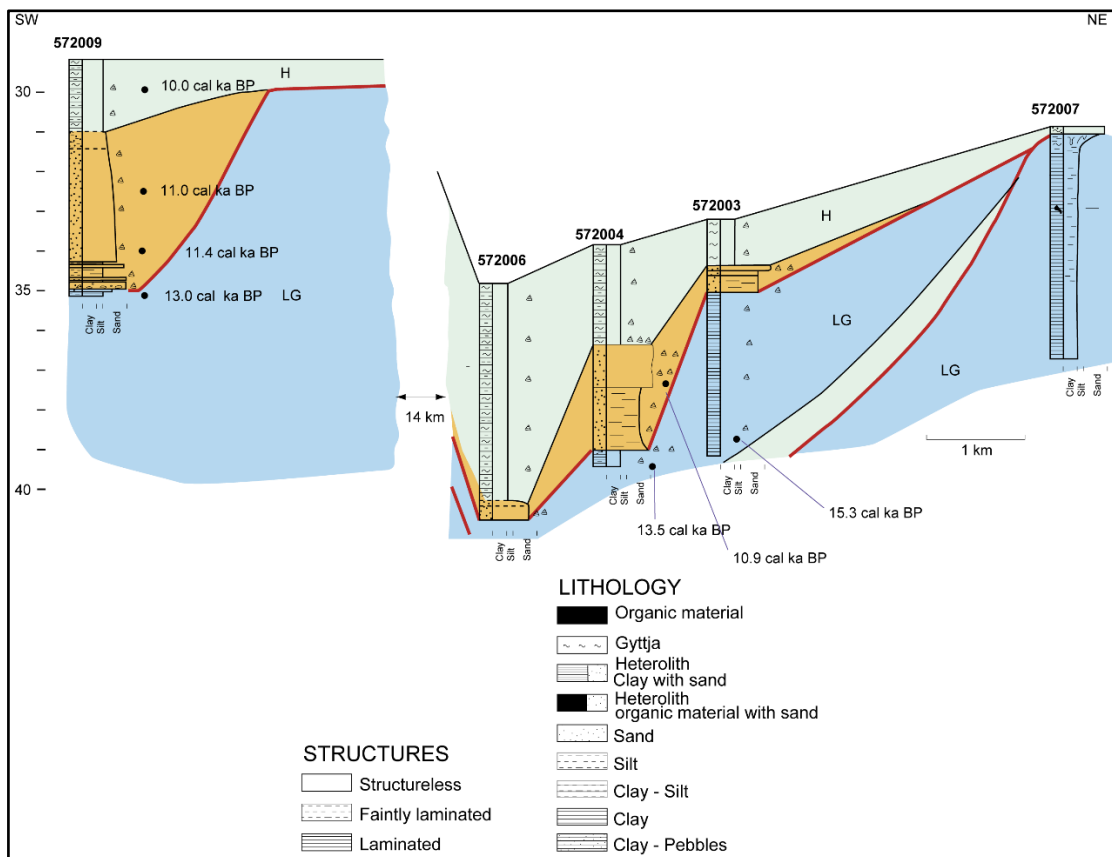 SW
NE
572009
30
H
10.0 cal ka BP
572007
11.0 cal ka BP
572003
H
572004
11.4 cal ka BP
572006
35
13.0 cal ka BP
LG
LG
Clay
Silt
Sand
LG
Clay
Silt
Sand
14 km
1 km
40
Clay
Silt
Sand
Clay
Silt
Sand
15.3 cal ka BP
13.5 cal ka BP
Clay
Silt
Sand
10.9 cal ka BP
LITHOLOGY
Organic material
Gyttja
Heterolith
Clay with sand
Heterolith
organic material with sand
Sand
STRUCTURES
Silt
Structureless
Clay - Silt
Faintly laminated
Clay
Laminated
Clay - Pebbles